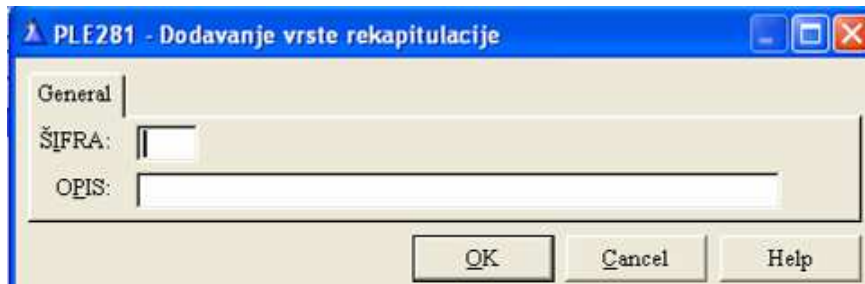 PLE281 - Dodavanje vrste rekapitulacije
General
ŠIFRA:
OPIS:
OK Cancel Help